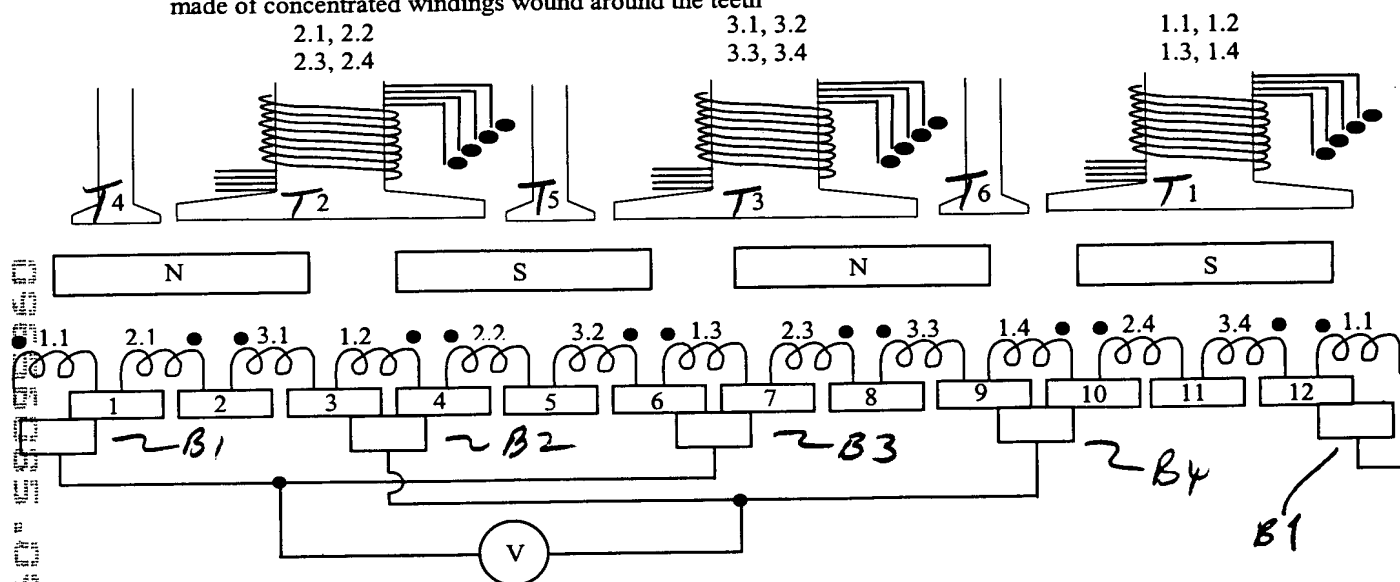 made of concentrated windings wound around the teeth
2.1, 2.2
2.3, 2.4
3.1, 3.2
3.3, 3.4
1.1, 1.2
1.3, 1.4
T4 T2 T5 T3 T6 T1
N S N S
1.1 2.1 3.1 1.2 2.2 3.2 1.3 2.3 3.3 1.4 2.4 3.4 1.1
1 2 3 4 5 6 7 8 9 10 11 12
B1 B2 B3 B4
B1
V